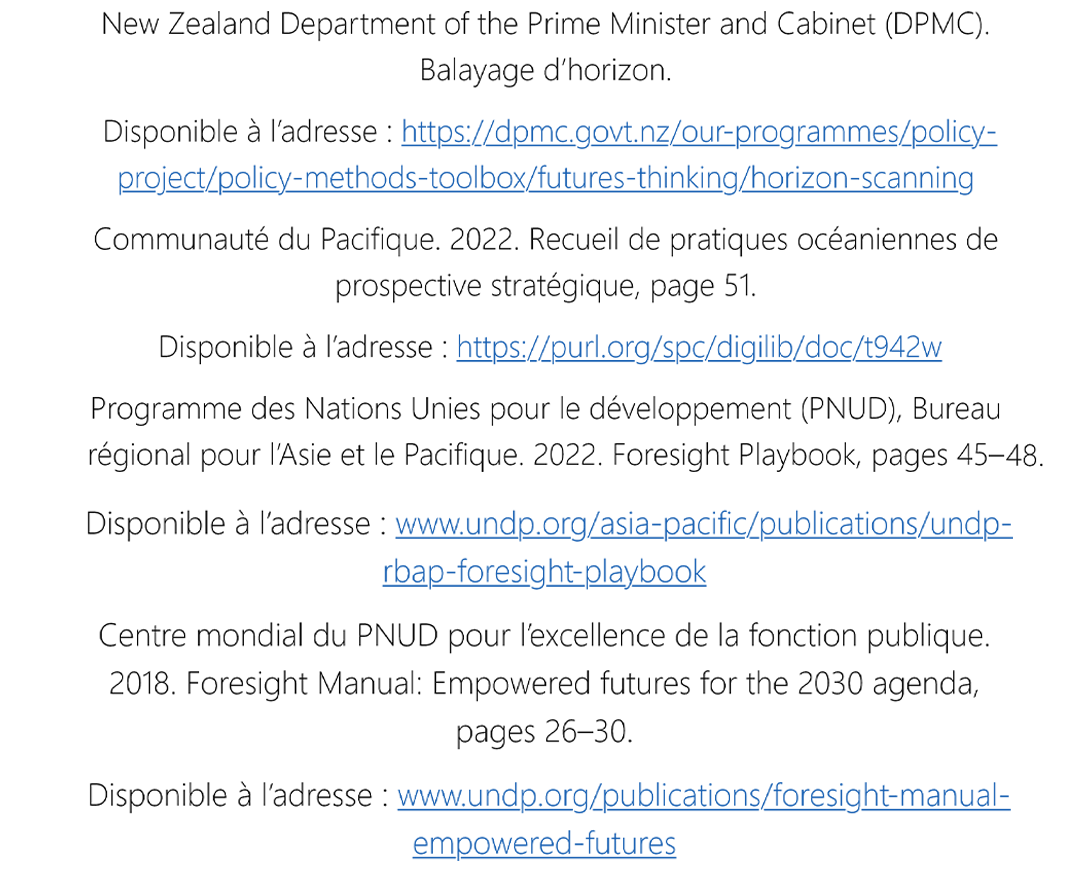 New Zealand Department of the Prime Minister and Cabinet (DPMC).
Balayage d’horizon.
Disponible à l’adresse : https://dpmc.govt.nz/our-programmes/policy-
project/policy-methods-toolbox/futures-thinking/horizon-scanning
Communauté du Pacifique. 2022. Recueil de pratiques océaniennes de
prospective stratégique, page 51.
Disponible à l’adresse : https://purl.org/spc/digilib/doc/t942w
Programme des Nations Unies pour le développement (PNUD), Bureau
régional pour l’Asie et le Pacifique. 2022. Foresight Playbook, pages 45–48.
Disponible à l’adresse : www.undp.org/asia-pacific/publications/undp-
rbap-foresight-playbook
Centre mondial du PNUD pour l’excellence de la fonction publique.
2018. Foresight Manual: Empowered futures for the 2030 agenda,
pages 26–30.
Disponible à l’adresse : www.undp.org/publications/foresight-manual-
empowered-futures